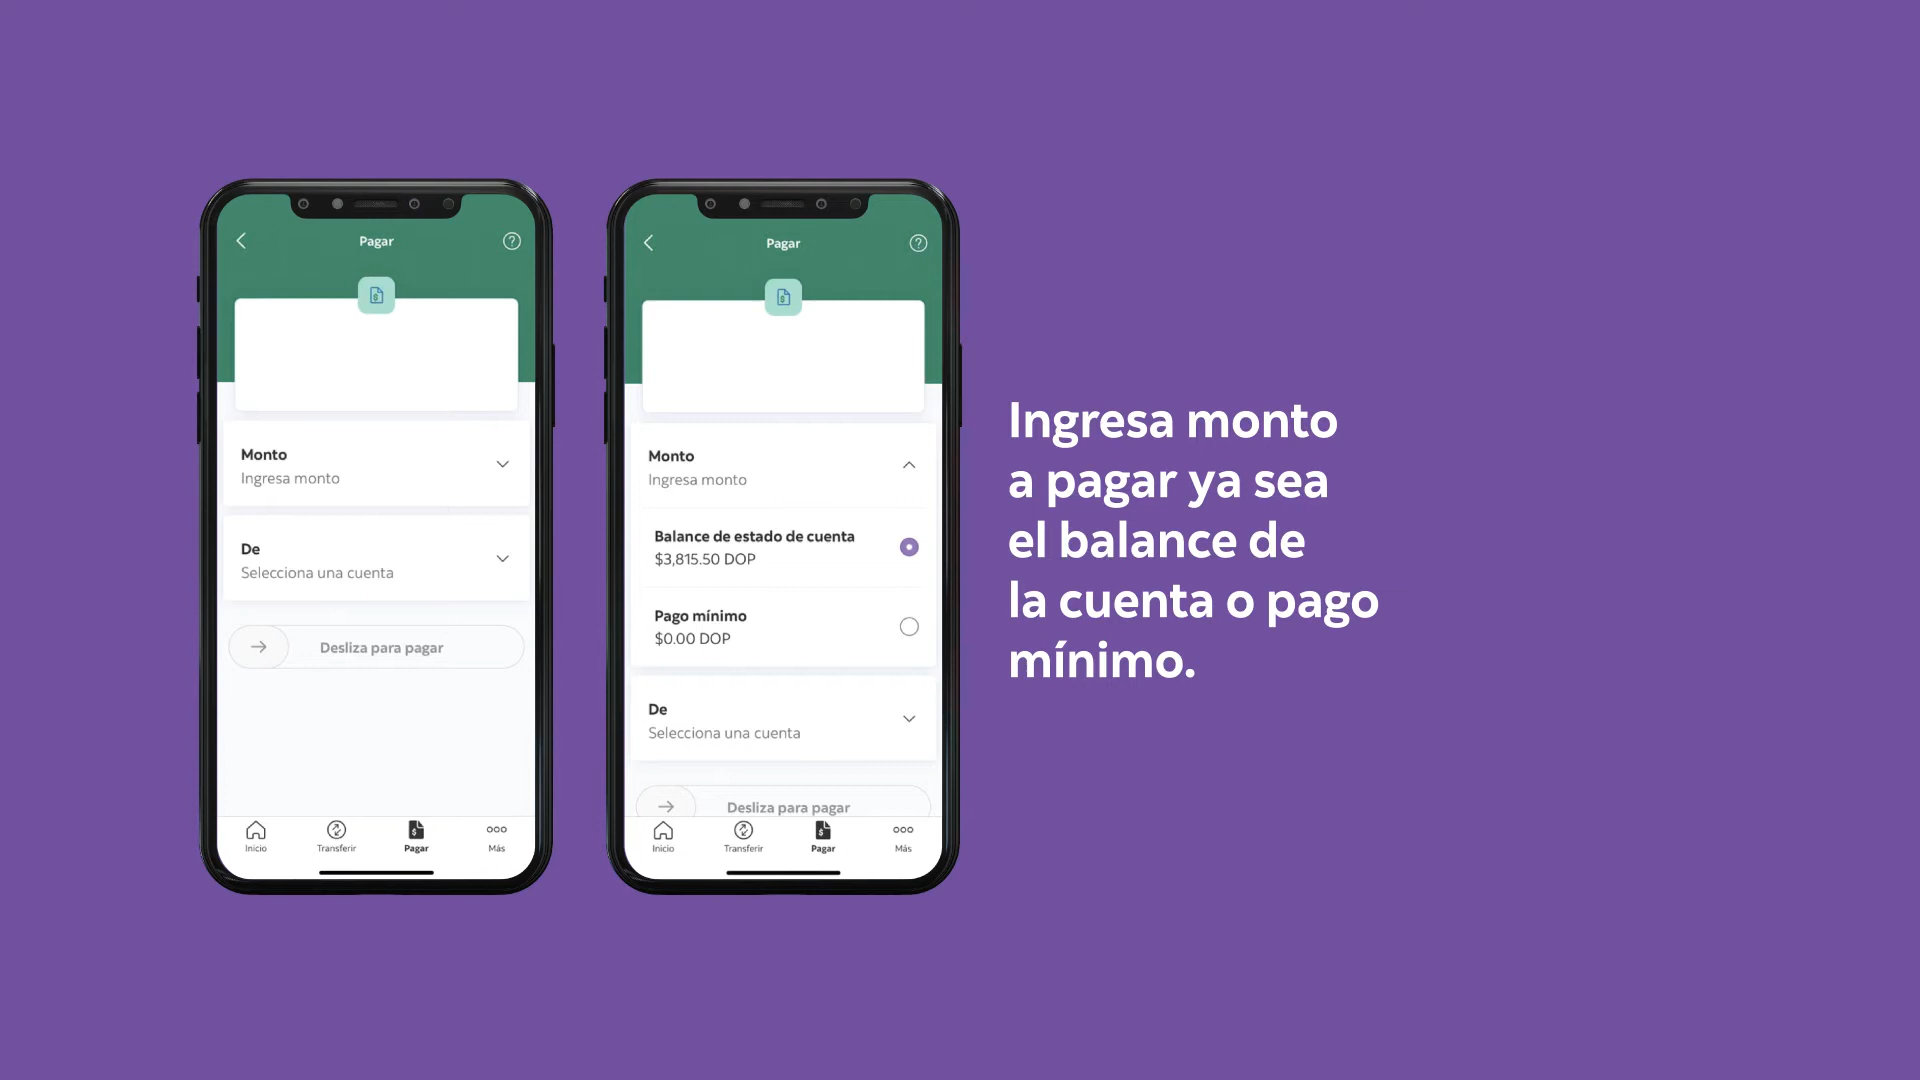 Pagar
Monto
Ingresa monto
De
Selecciona una cuenta
Desliza para pagar
Inicio
Transferir
Pagar
Más
Pagar
Monto
Ingresa monto
Balance de estado de cuenta
$3,815.50 DOP
Pago mínimo
$0.00 DOP
De
Selecciona una cuenta
Desliza para pagar
Inicio
Transferir
Pagar
Más
Ingresa monto
a pagar ya sea
el balance de
la cuenta o pago
mínimo.